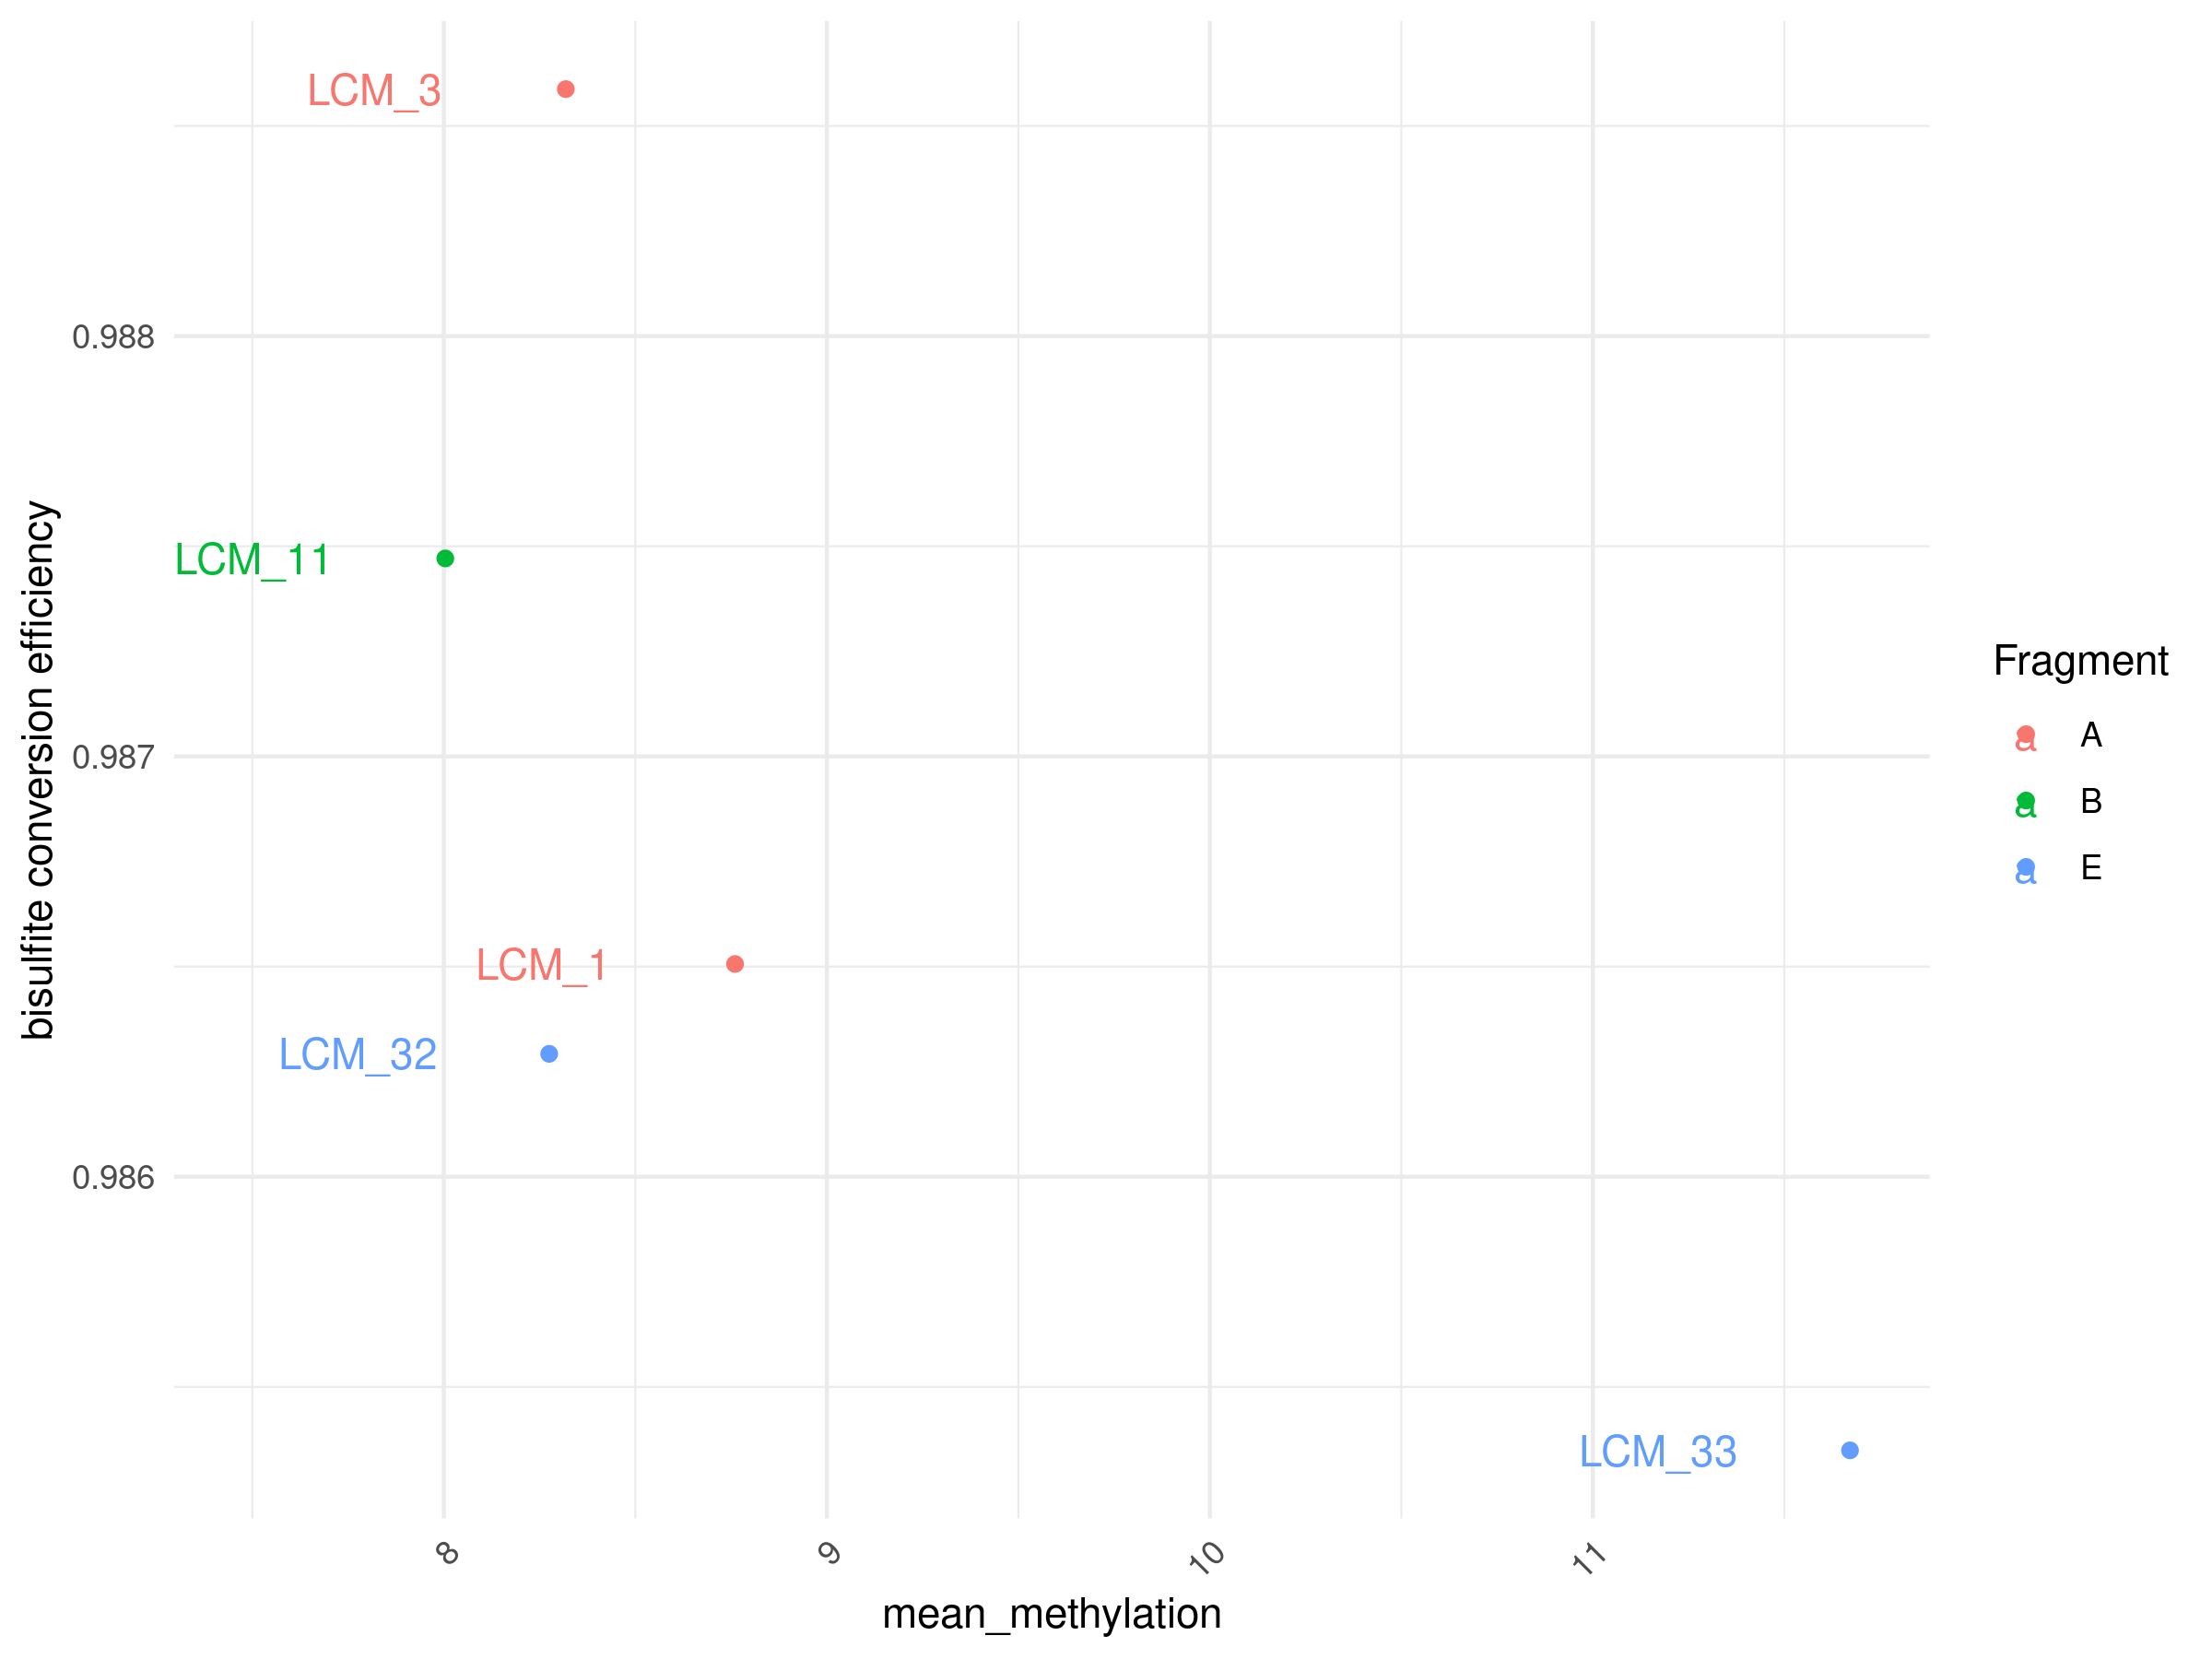 LCM_3
0.988
LCM_11
0.987
LCM_1
LCM_32
0.986
LCM_33
8
9
10
11
mean_methylation
bisulfite conversion efficiency
Fragment
a A
a B
a E